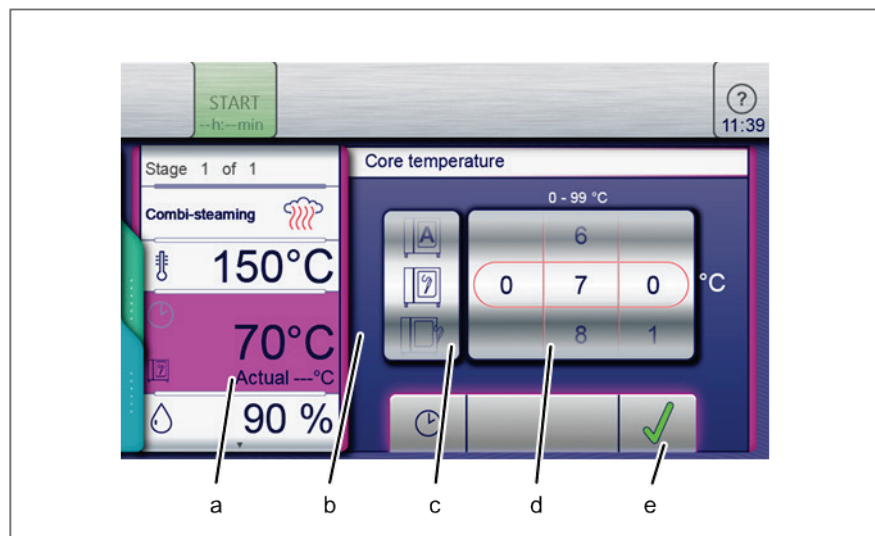 START
--h:--min
?
11:39
Stage 1 of 1
Core temperature
Combi-steaming
0 - 99 °C
A
6
150°C
0 7 0 °C
70°C
8 1
Actual ---°C
90 %
a b c d e